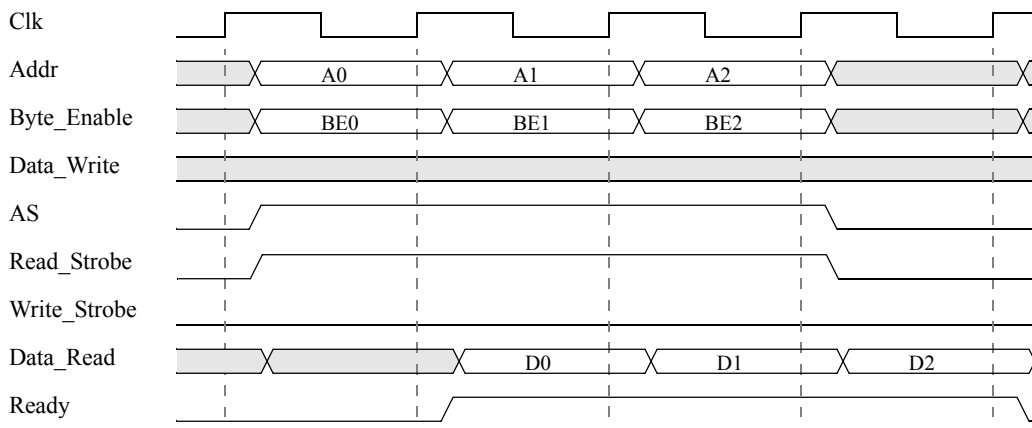 Clk
Addr A0 A1 A2
Byte_Enable BE0 BE1 BE2
Data_Write
AS
Read_Strobe
Write_Strobe
Data_Read D0 D1 D2
Ready